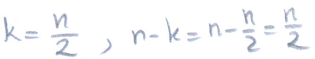 k = n/2 , n-k = n - n/2 = n/2